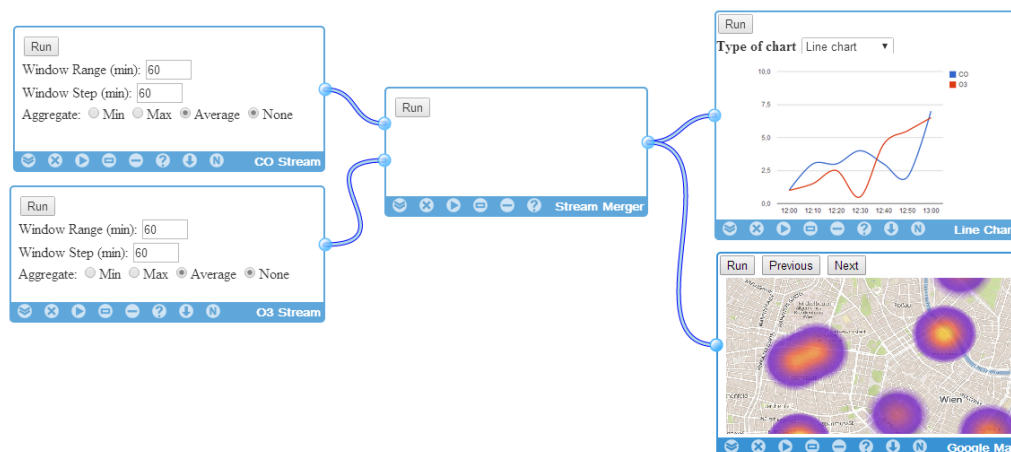 Run
Window Range (min): 60
Window Step (min): 60
Aggregate: Min Max Average None
CO Stream
Run
Window Range (min): 60
Window Step (min): 60
Aggregate: Min Max Average None
O3 Stream
Run
Stream Merger
Run
Type of chart Line chart
10,0
7,5
5,0
2,5
0,0
12:00 12:10 12:20 12:30 12:40 12:50 13:00
CO
O3
Line Char
Run Previous Next
Wien
Google Ma